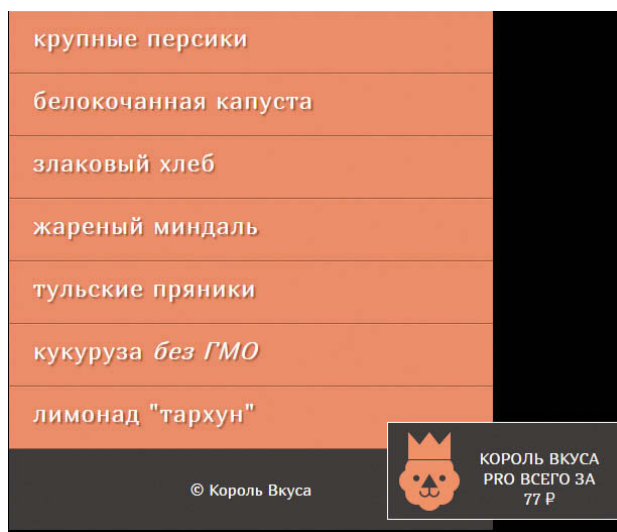 крупные персики
белокочанная капуста
злаковый хлеб
жареный миндаль
тульские пряники
кукуруза без ГМО
лимонад "тархун"
© Король Вкуса
КОРОЛЬ ВКУСА
PRO ВСЕГО ЗА
77 ₽